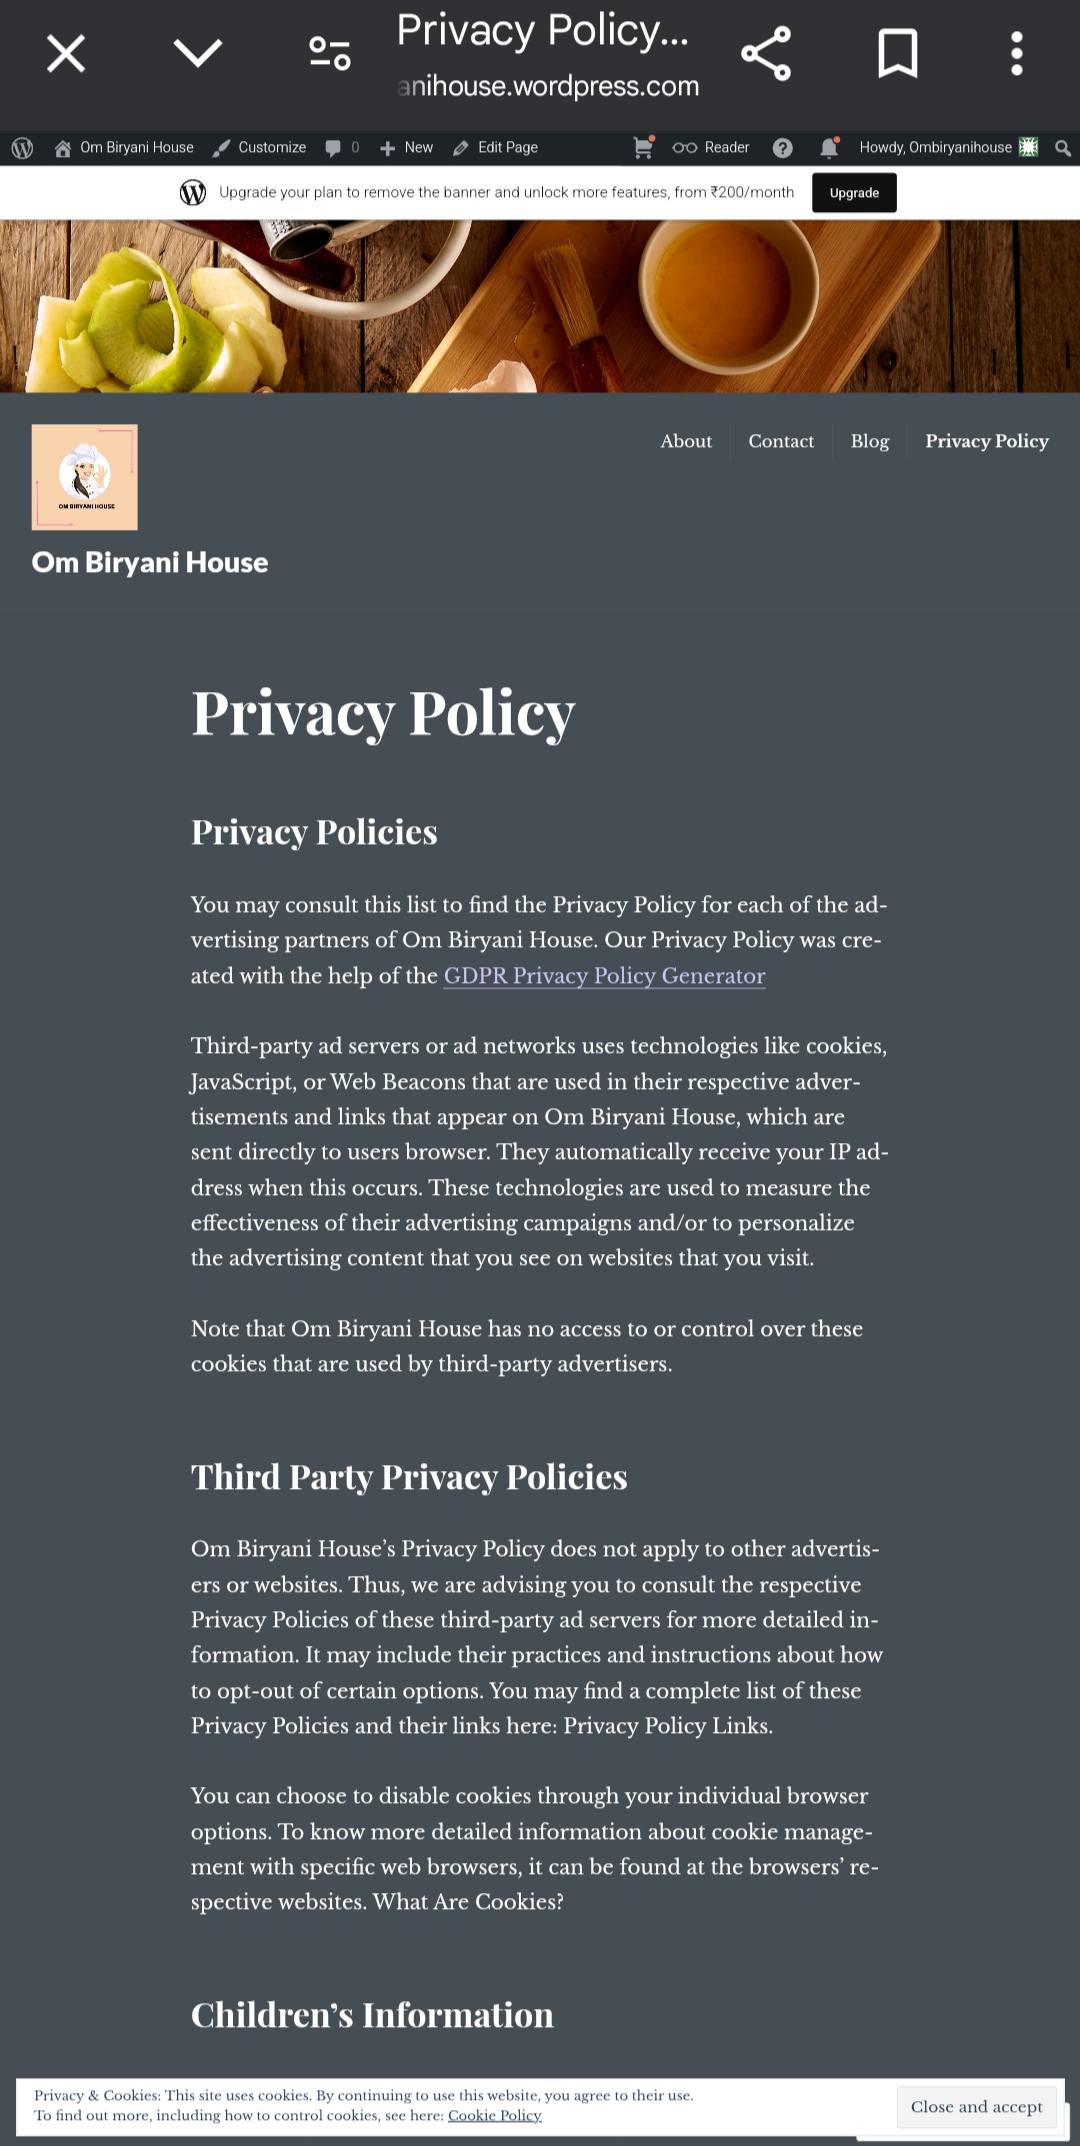 Privacy Policy...
anihouse.wordpress.com
Om Biryani House Customize 0 New Edit Page Reader Howdy, Ombiryanihouse
Upgrade your plan to remove the banner and unlock more features, from ₹200/month Upgrade
About Contact Blog Privacy Policy
OM BIRYANI HOUSE
Om Biryani House
Privacy Policy
Privacy Policies
You may consult this list to find the Privacy Policy for each of the ad-
vertising partners of Om Biryani House. Our Privacy Policy was cre-
ated with the help of the GDPR Privacy Policy Generator
Third-party ad servers or ad networks uses technologies like cookies,
JavaScript, or Web Beacons that are used in their respective adver-
tisements and links that appear on Om Biryani House, which are
sent directly to users browser. They automatically receive your IP ad-
dress when this occurs. These technologies are used to measure the
effectiveness of their advertising campaigns and/or to personalize
the advertising content that you see on websites that you visit.
Note that Om Biryani House has no access to or control over these
cookies that are used by third-party advertisers.
Third Party Privacy Policies
Om Biryani House’s Privacy Policy does not apply to other advertis-
ers or websites. Thus, we are advising you to consult the respective
Privacy Policies of these third-party ad servers for more detailed in-
formation. It may include their practices and instructions about how
to opt-out of certain options. You may find a complete list of these
Privacy Policies and their links here: Privacy Policy Links.
You can choose to disable cookies through your individual browser
options. To know more detailed information about cookie manage-
ment with specific web browsers, it can be found at the browsers’ re-
spective websites. What Are Cookies?
Children’s Information
Privacy & Cookies: This site uses cookies. By continuing to use this website, you agree to their use.
To find out more, including how to control cookies, see here: Cookie Policy
Close and accept